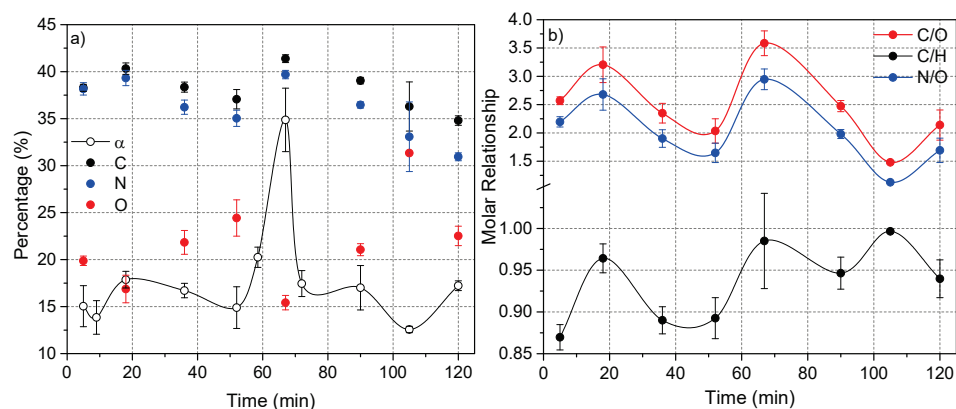 a)
45
40
35
30
25
20
15
10
Percentage (%)
α
C
N
O
0 20 40 60 80 100 120
Time (min)
b)
4.0
3.5
3.0
2.5
2.0
1.5
1.00
0.95
0.90
0.85
Molar Relationship
C/O
C/H
N/O
0 20 40 60 80 100 120
Time (min)